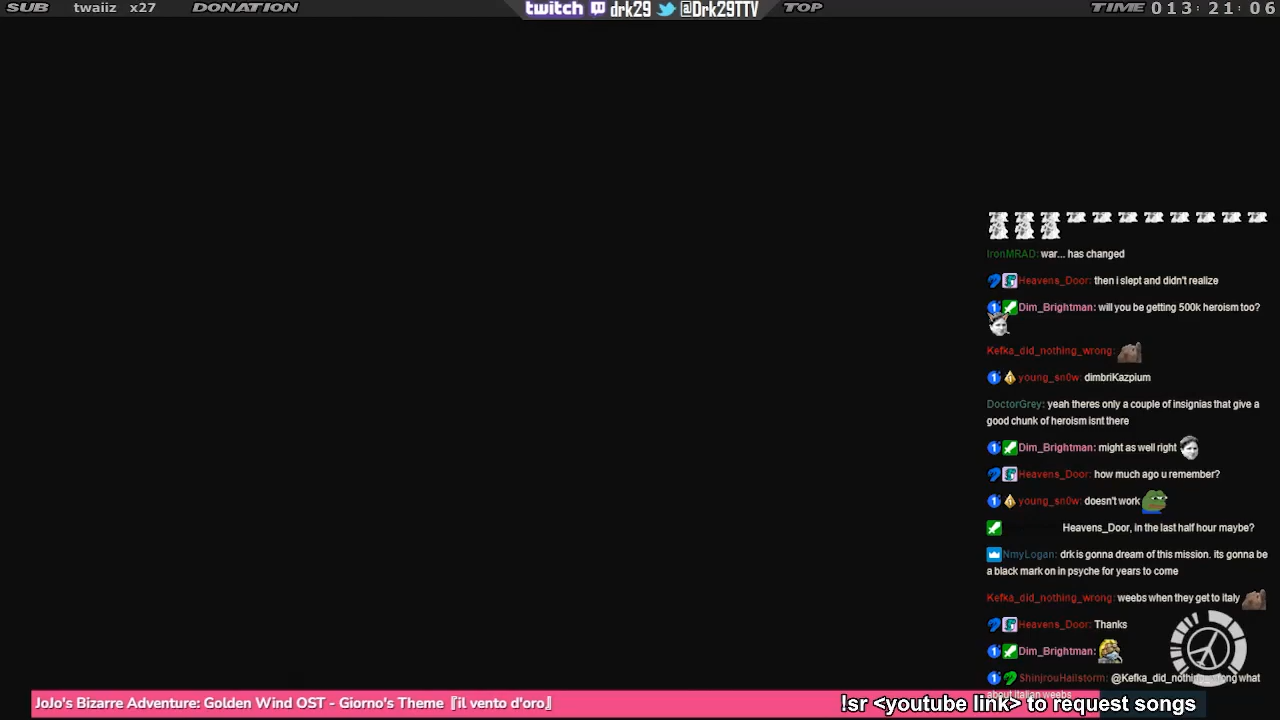 SUB twaiiz x27 DONATION twitch drk29 @Drk29TTV TOP TIME 013:21:06
IronMRAD: war... has changed
Heavens_Door: then i slept and didn't realize
Dim_Brightman: will you be getting 500k heroism too?
Kefka_did_nothing_wrong:
young_sn0w: dimbriKazpium
DoctorGrey: yeah theres only a couple of insignias that give a
good chunk of heroism isnt there
Dim_Brightman: might as well right
Heavens_Door: how much ago u remember?
young_sn0w: doesn't work
Heavens_Door, in the last half hour maybe?
NmyLogan: drk is gonna dream of this mission. its gonna be
a black mark on in psyche for years to come
Kefka_did_nothing_wrong: weebs when they get to italy
Heavens_Door: Thanks
Dim_Brightman:
ShinjrouHailstorm: @Kefka_did_nothing_wrong what
about italian weebs
JoJo's Bizarre Adventure: Golden Wind OST - Giorno's Theme『il vento d'oro』
!sr <youtube link> to request songs